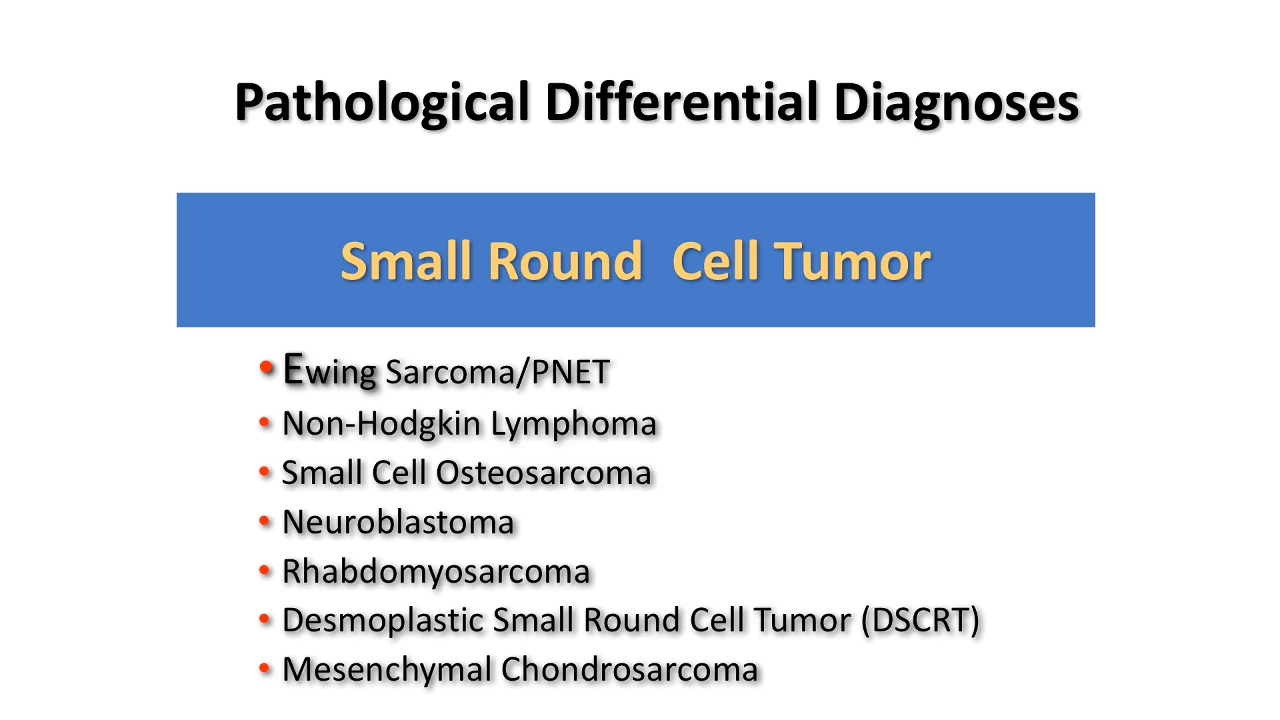 Pathological Differential Diagnoses
Small Round Cell Tumor
• Ewing Sarcoma/PNET
• Non-Hodgkin Lymphoma
• Small Cell Osteosarcoma
• Neuroblastoma
• Rhabdomyosarcoma
• Desmoplastic Small Round Cell Tumor (DSCRT)
• Mesenchymal Chondrosarcoma